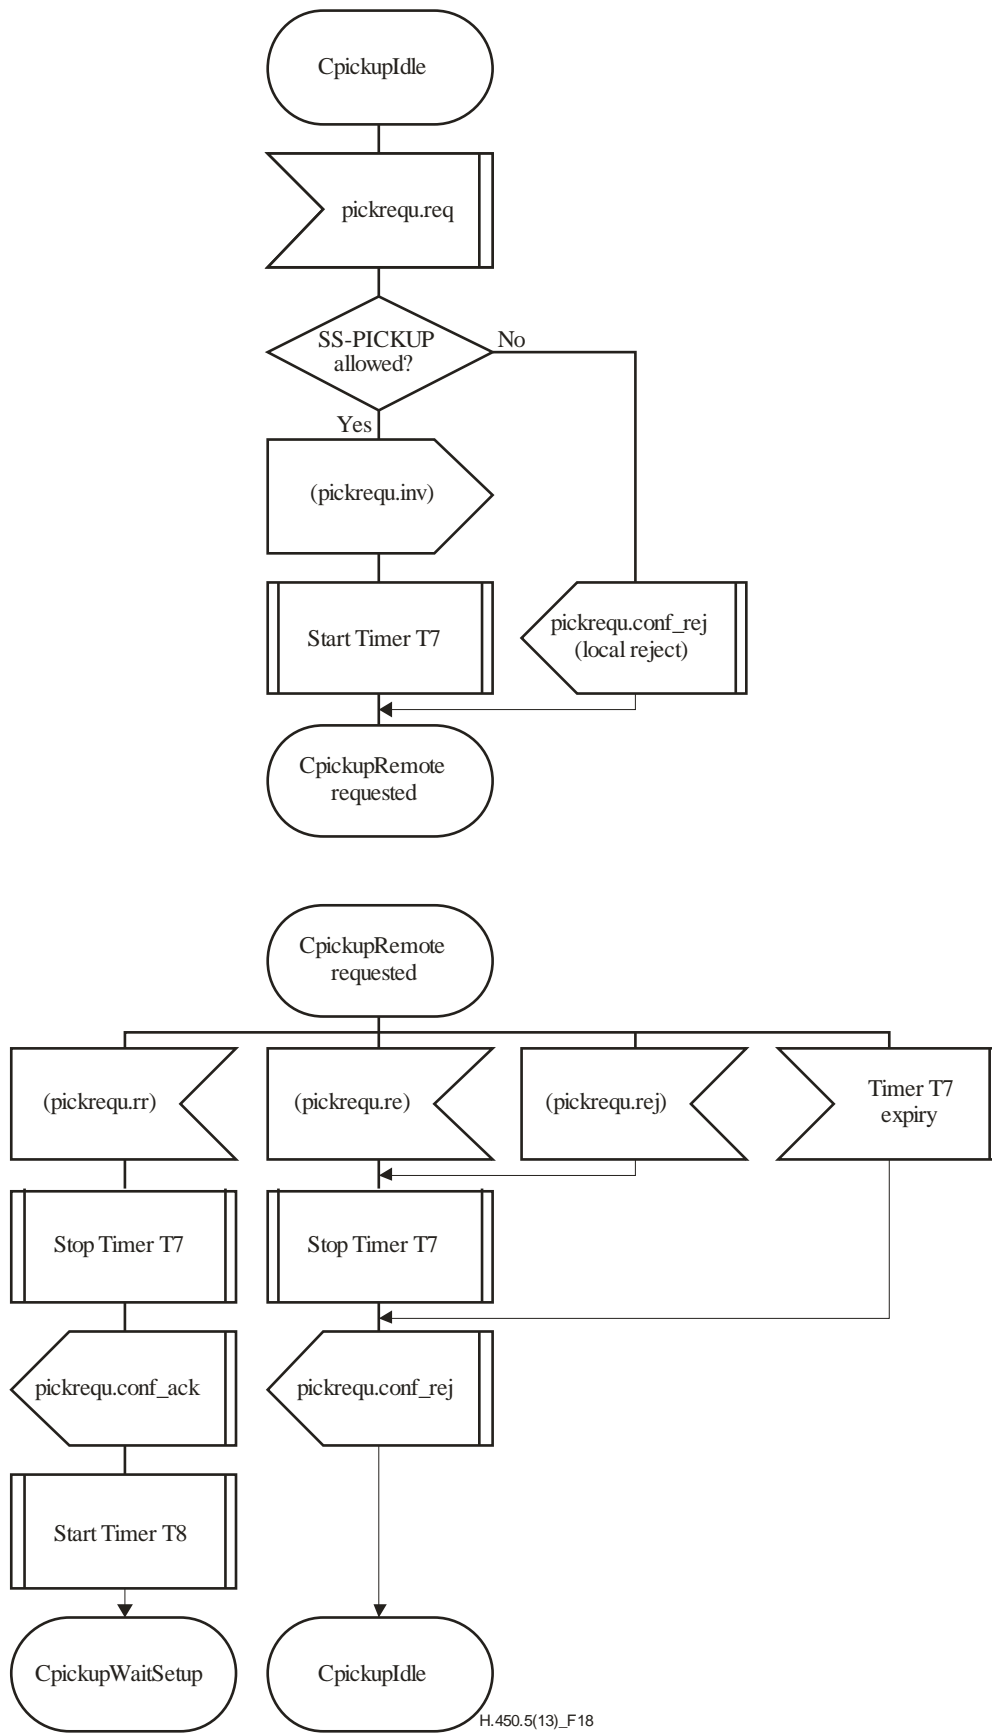 CpickupIdle
pickrequ.req
SS-PICKUP
allowed?
No
Yes
(pickrequ.inv)
Start Timer T7
pickrequ.conf_rej
(local reject)
CpickupRemote
requested
CpickupRemote
requested
(pickrequ.rr)
(pickrequ.re)
(pickrequ.rej)
Timer T7
expiry
Stop Timer T7
Stop Timer T7
pickrequ.conf_ack
pickrequ.conf_rej
Start Timer T8
CpickupWaitSetup
CpickupIdle
H.450.5(13)_F18